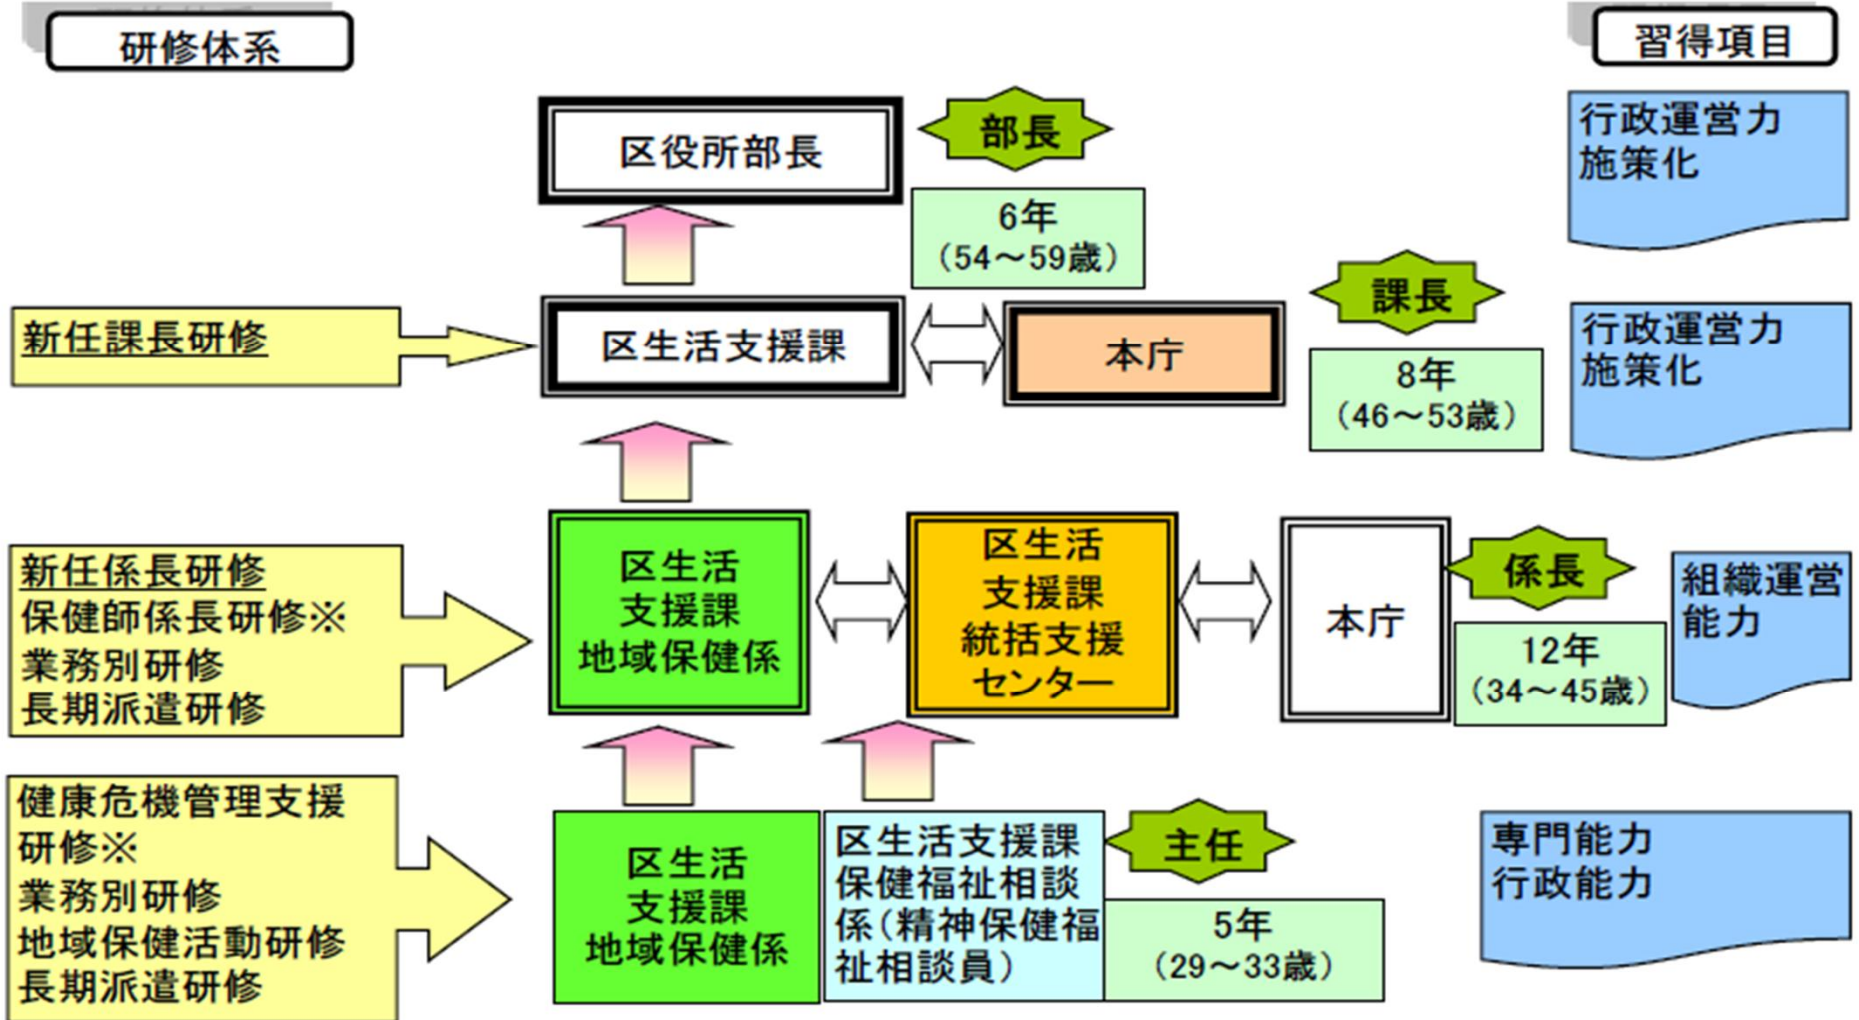 研修体系
習得項目
区役所部長
部長
6年
（54～59歳）
行政運営力
施策化
新任課長研修
区生活支援課
本庁
課長
8年
（46～53歳）
行政運営力
施策化
新任係長研修
保健師係長研修※
業務別研修
長期派遣研修
区生活
支援課
地域保健係
区生活
支援課
統括支援
センター
本庁
係長
12年
（34～45歳）
組織運営
能力
健康危機管理支援
研修※
業務別研修
地域保健活動研修
長期派遣研修
区生活
支援課
地域保健係
区生活支援課
保健福祉相談
係（精神保健福
祉相談員）
主任
5年
（29～33歳）
専門能力
行政能力